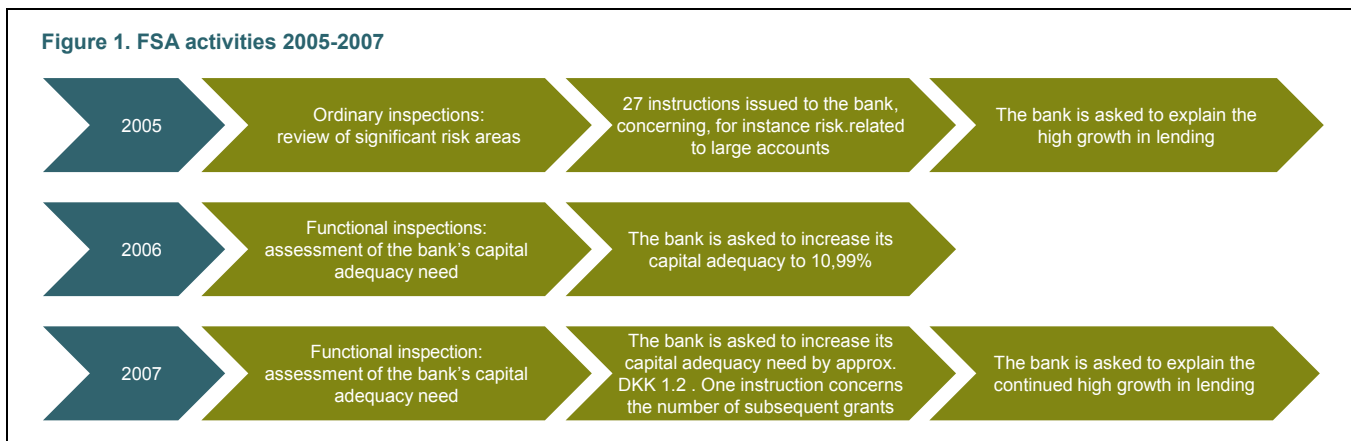 Figure 1. FSA activities 2005-2007
2005
Ordinary inspections:
review of significant risk areas
27 instructions issued to the bank,
concerning, for instance risk.related
to large accounts
The bank is asked to explain the
high growth in lending
2006
Functional inspections:
assessment of the bank's capital
adequacy need
The bank is asked to increase its
capital adequacy to 10,99%
2007
Functional inspection:
assessment of the bank's capital
adequacy need
The bank is asked to increase its
capital adequacy need by approx.
DKK 1.2 . One instruction concerns
the number of subsequent grants
The bank is asked to explain the
continued high growth in lending